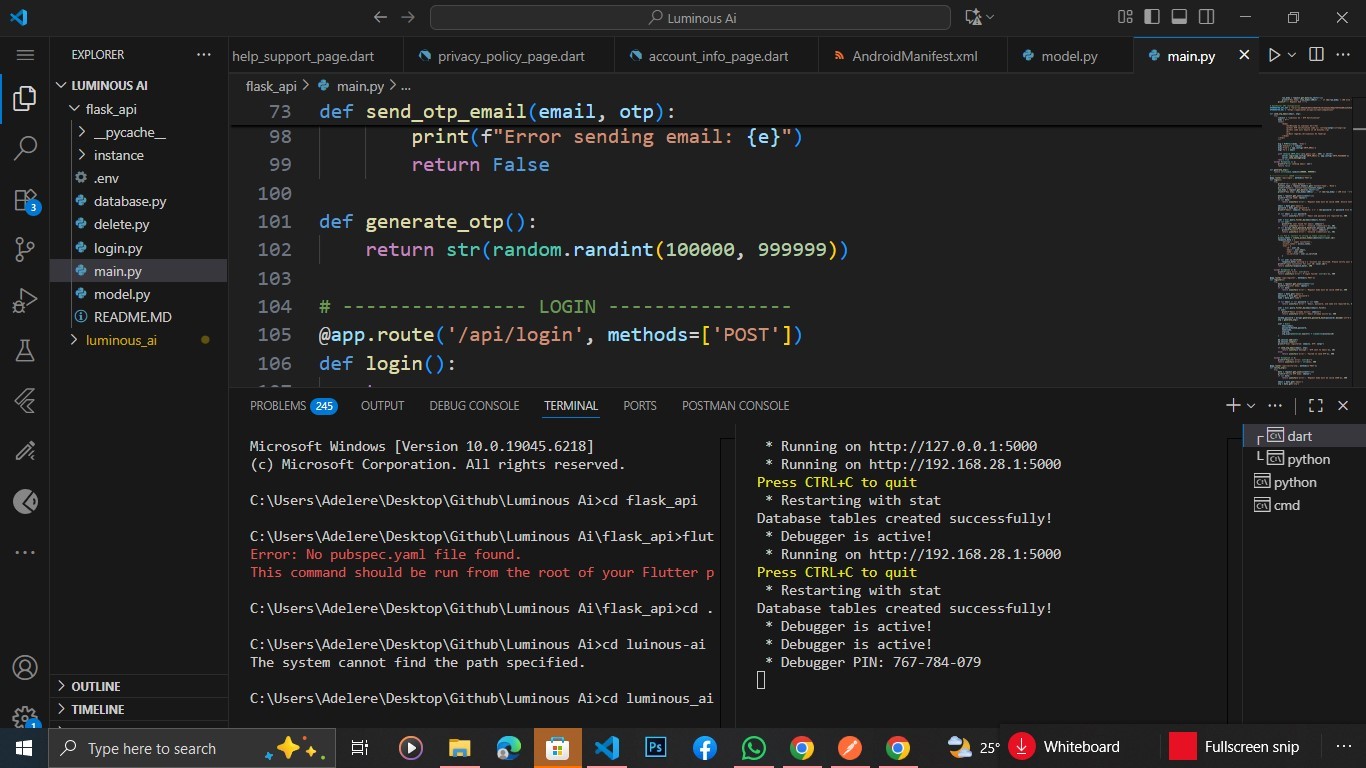 Luminous Ai
EXPLORER
LUMINOUS AI
flask_api
__pycache__
instance
.env
database.py
delete.py
login.py
main.py
model.py
README.MD
luminous_ai
OUTLINE
TIMELINE
3
1
help_support_page.dart
privacy_policy_page.dart
account_info_page.dart
AndroidManifest.xml
model.py
main.py
flask_api > main.py > ...
73 def send_otp_email(email, otp):
98 print(f"Error sending email: {e}")
99 return False
100
101 def generate_otp():
102 return str(random.randint(100000, 999999))
103
104 # ---------------- LOGIN ----------------
105 @app.route('/api/login', methods=['POST'])
106 def login():
PROBLEMS 245 OUTPUT DEBUG CONSOLE TERMINAL PORTS POSTMAN CONSOLE
Microsoft Windows [Version 10.0.19045.6218]
(c) Microsoft Corporation. All rights reserved.
C:\Users\Adelere\Desktop\Github\Luminous Ai>cd flask_api
C:\Users\Adelere\Desktop\Github\Luminous Ai\flask_api>flut
Error: No pubspec.yaml file found.
This command should be run from the root of your Flutter p
C:\Users\Adelere\Desktop\Github\Luminous Ai\flask_api>cd .
C:\Users\Adelere\Desktop\Github\Luminous Ai>cd luinous-ai
The system cannot find the path specified.
C:\Users\Adelere\Desktop\Github\Luminous Ai>cd luminous_ai
* Running on http://127.0.0.1:5000
* Running on http://192.168.28.1:5000
Press CTRL+C to quit
* Restarting with stat
Database tables created successfully!
* Debugger is active!
* Running on http://192.168.28.1:5000
Press CTRL+C to quit
* Restarting with stat
Database tables created successfully!
* Debugger is active!
* Debugger is active!
* Debugger PIN: 767-784-079
dart
python
python
cmd
Type here to search
Ps
25°
Whiteboard
Fullscreen snip